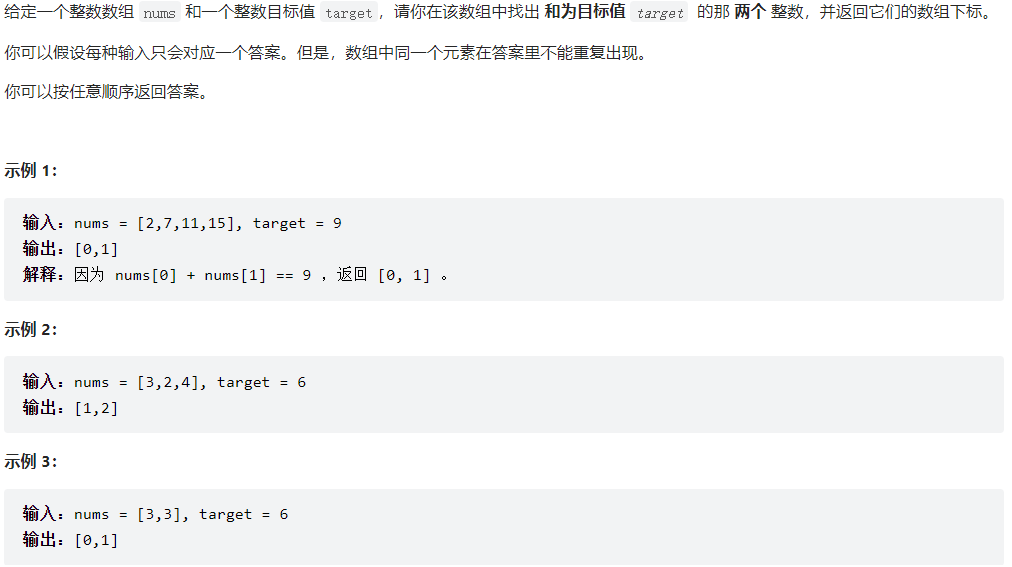 给定一个整数数组 nums 和一个整数目标值 target，请你在该数组中找出 和为目标值 target 的那 两个 整数，并返回它们的数组下标。
你可以假设每种输入只会对应一个答案。但是，数组中同一个元素在答案里不能重复出现。
你可以按任意顺序返回答案。
示例 1：
输入：nums = [2,7,11,15], target = 9
输出：[0,1]
解释：因为 nums[0] + nums[1] == 9 ，返回 [0, 1] 。
示例 2：
输入：nums = [3,2,4], target = 6
输出：[1,2]
示例 3：
输入：nums = [3,3], target = 6
输出：[0,1]